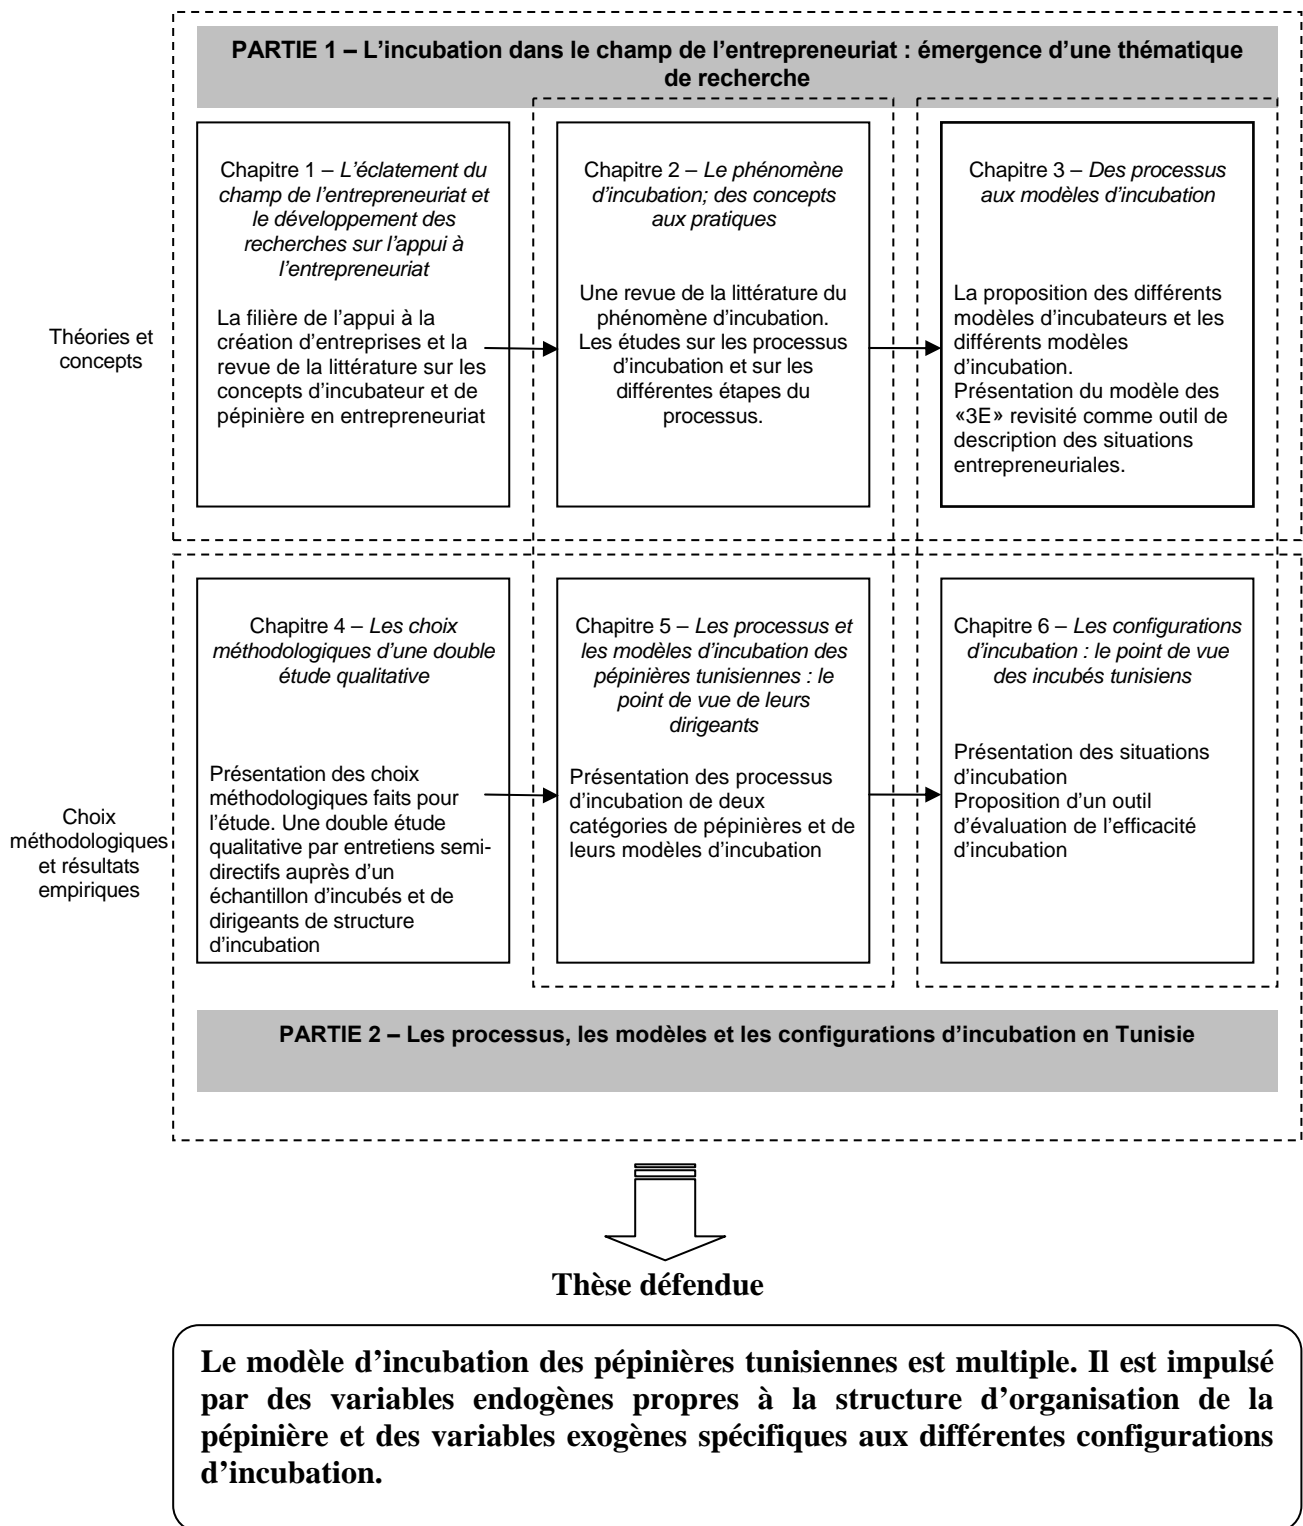 PARTIE 1 – L’incubation dans le champ de l’entrepreneuriat : émergence d’une thématique
de recherche
Théories et
concepts
Chapitre 1 – L’éclatement du
champ de l’entrepreneuriat et
le développement des
recherches sur l’appui à
l’entrepreneuriat
La filière de l’appui à la
création d’entreprises et la
revue de la littérature sur les
concepts d’incubateur et de
pépinière en entrepreneuriat
Chapitre 2 – Le phénomène
d’incubation; des concepts
aux pratiques
Une revue de la littérature du
phénomène d’incubation.
Les études sur les processus
d’incubation et sur les
différentes étapes du
processus.
Chapitre 3 – Des processus
aux modèles d’incubation
La proposition des différents
modèles d’incubateurs et les
différents modèles
d’incubation.
Présentation du modèle des
«3E» revisité comme outil de
description des situations
entrepreneuriales.
Choix
méthodologiques
et résultats
empiriques
Chapitre 4 – Les choix
méthodologiques d’une double
étude qualitative
Présentation des choix
méthodologiques faits pour
l’étude. Une double étude
qualitative par entretiens semi-
directifs auprès d’un
échantillon d’incubés et de
dirigeants de structure
d’incubation
Chapitre 5 – Les processus et
les modèles d’incubation des
pépinières tunisiennes : le
point de vue de leurs
dirigeants
Présentation des processus
d’incubation de deux
catégories de pépinières et de
leurs modèles d’incubation
Chapitre 6 – Les configurations
d’incubation : le point de vue
des incubés tunisiens
Présentation des situations
d’incubation
Proposition d’un outil
d’évaluation de l’efficacité
d’incubation
PARTIE 2 – Les processus, les modèles et les configurations d’incubation en Tunisie
Thèse défendue
Le modèle d’incubation des pépinières tunisiennes est multiple. Il est impulsé
par des variables endogènes propres à la structure d’organisation de la
pépinière et des variables exogènes spécifiques aux différentes configurations
d’incubation.